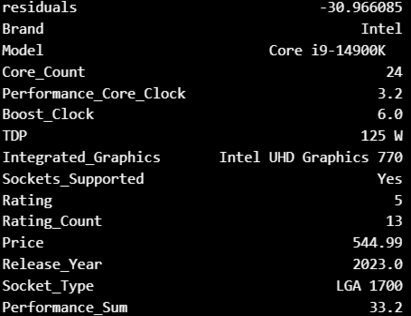 residuals -30.966085
Brand Intel
Model Core i9-14900K
Core_Count 24
Performance_Core_Clock 3.2
Boost_Clock 6.0
TDP 125 W
Integrated_Graphics Intel UHD Graphics 770
Sockets_Supported Yes
Rating 5
Rating_Count 13
Price 544.99
Release_Year 2023.0
Socket_Type LGA 1700
Performance_Sum 33.2